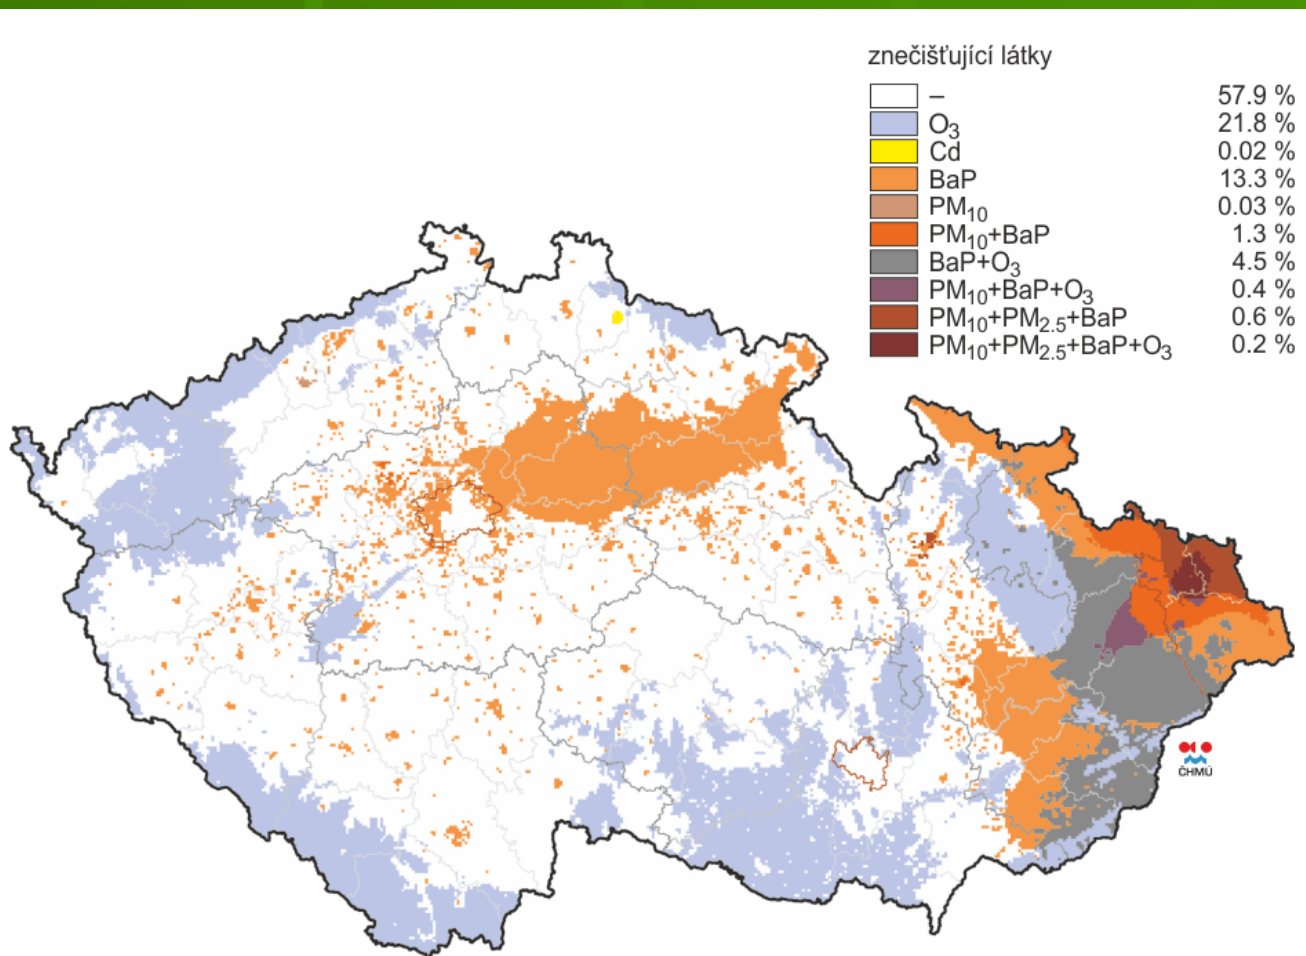 znečišťující látky
– 57.9 %
O3 21.8 %
Cd 0.02 %
BaP 13.3 %
PM10 0.03 %
PM10+BaP 1.3 %
BaP+O3 4.5 %
PM10+BaP+O3 0.4 %
PM10+PM2.5+BaP 0.6 %
PM10+PM2.5+BaP+O3 0.2 %
ČHMÚ